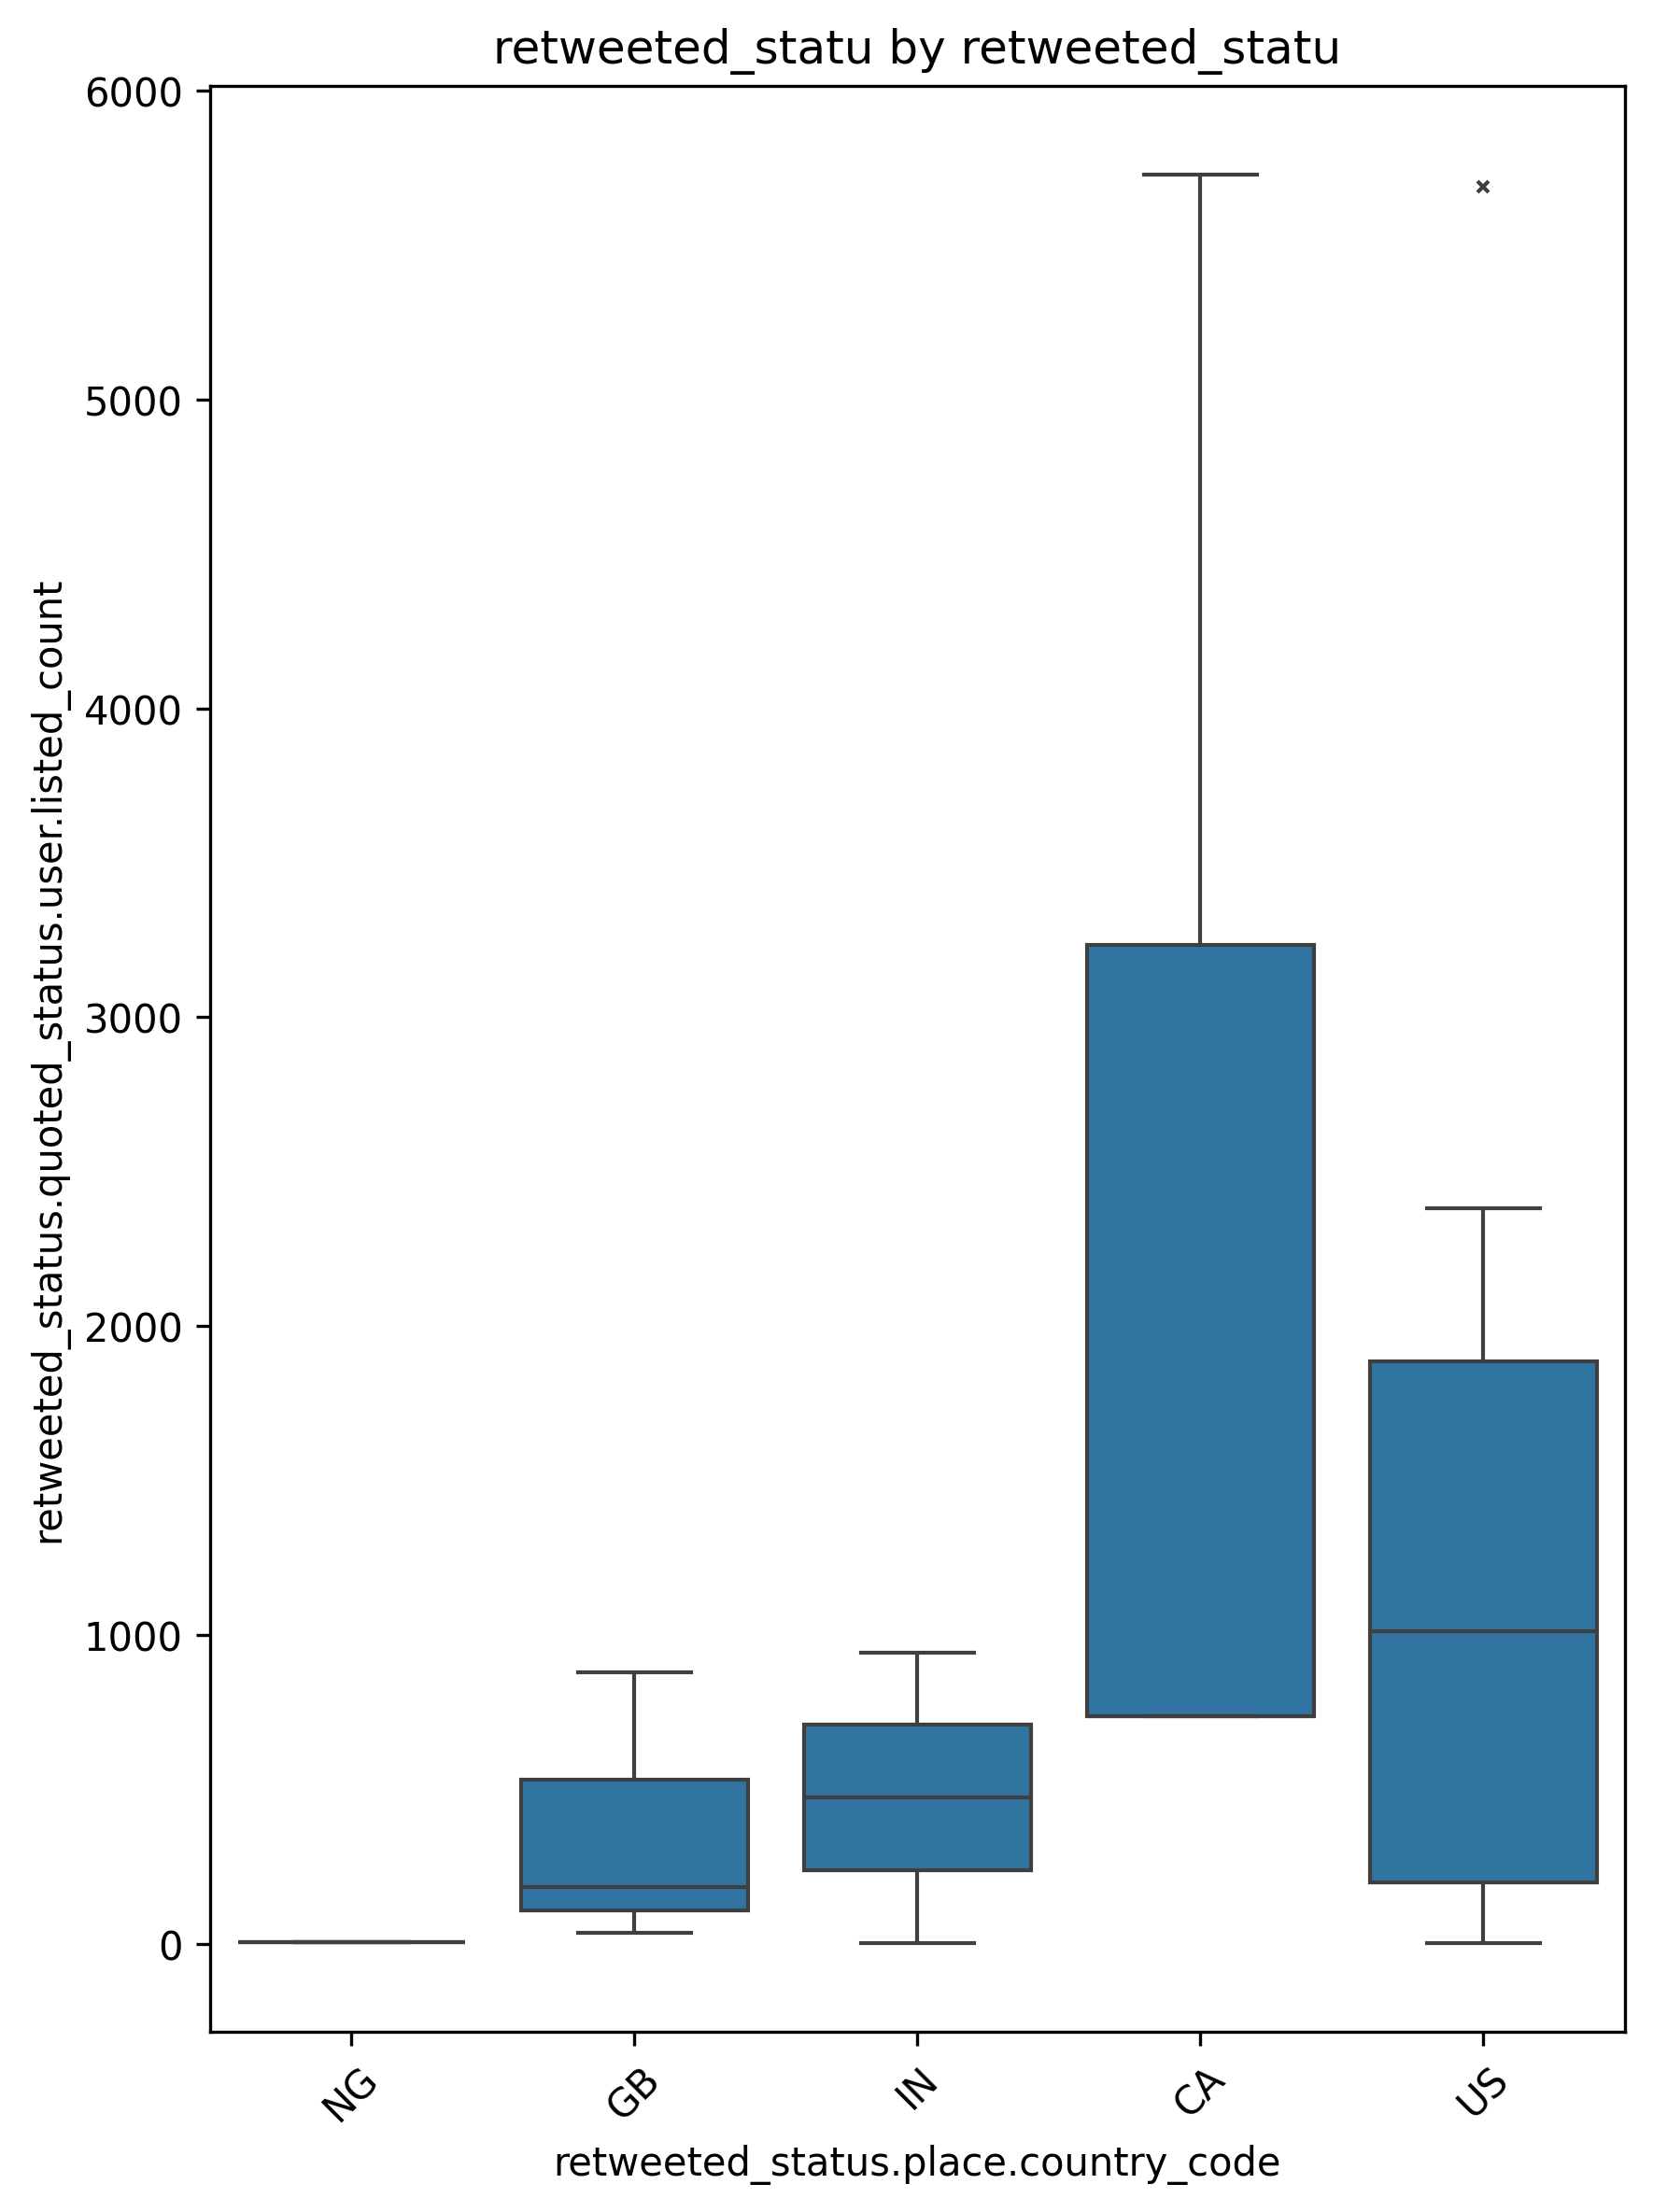 retweeted_statu by retweeted_statu
6000
5000
4000
3000
2000
1000
0
retweeted_status.quoted_status.user.listed_count
NG
GB
IN
CA
US
retweeted_status.place.country_code